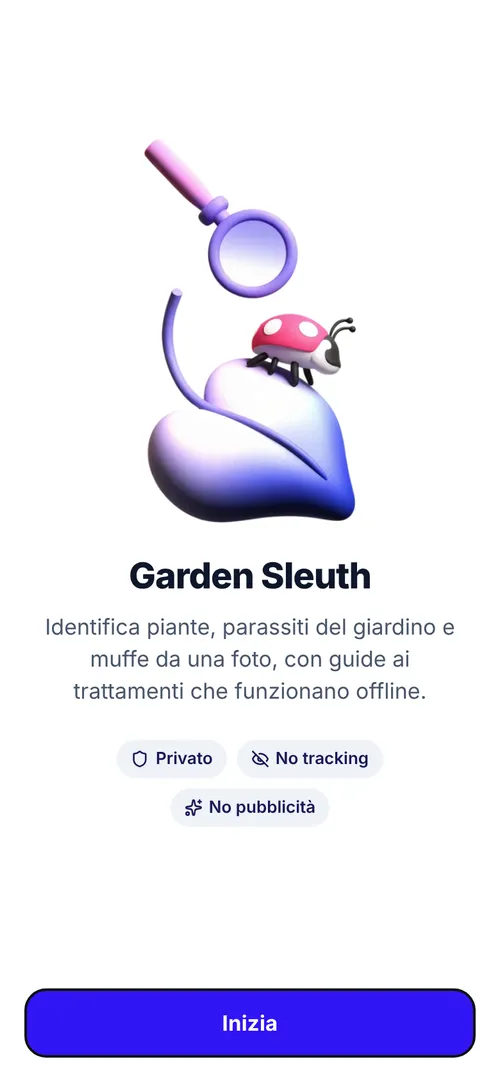 Garden Sleuth
Identifica piante, parassiti del giardino e
muffe da una foto, con guide ai
trattamenti che funzionano offline.
Privato
No tracking
No pubblicità
Inizia